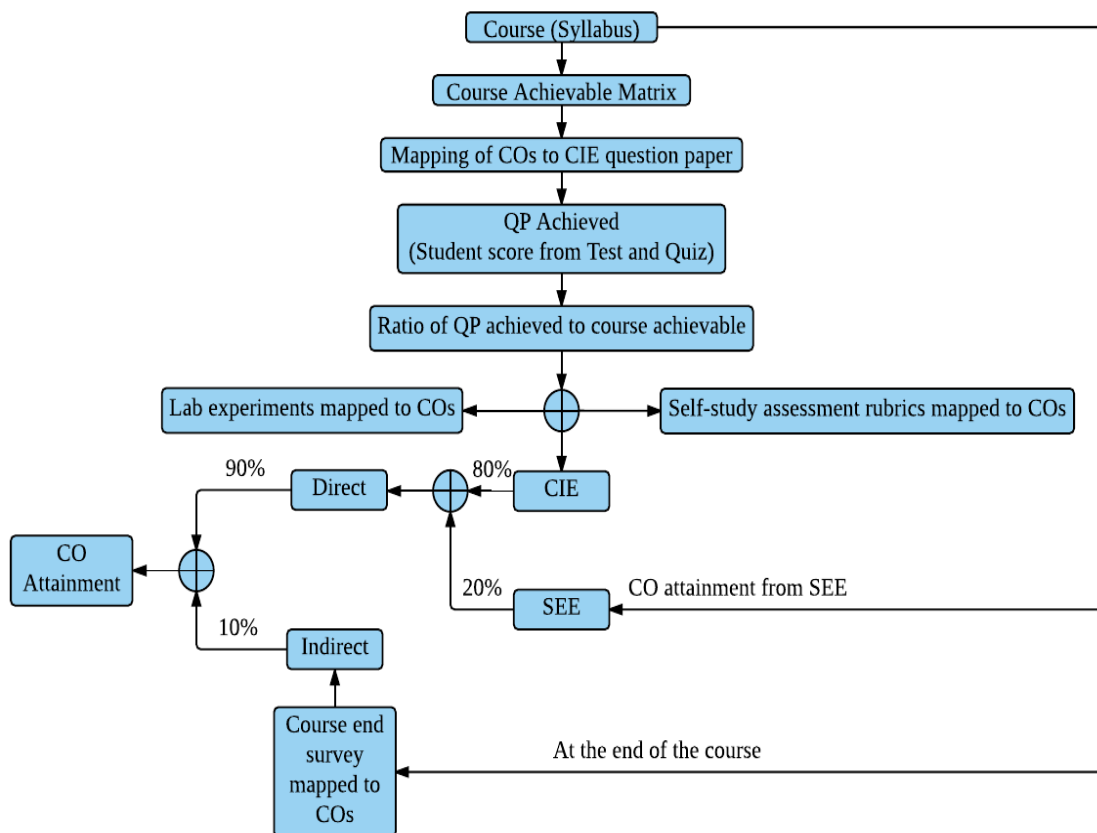 Course (Syllabus)
Course Achievable Matrix
Mapping of COs to CIE question paper
QP Achieved
(Student score from Test and Quiz)
Ratio of QP achieved to course achievable
Lab experiments mapped to COs
Self-study assessment rubrics mapped to COs
90%
Direct
80%
CIE
CO
Attainment
20%
SEE
CO attainment from SEE
10%
Indirect
Course end
survey
mapped to
COs
At the end of the course